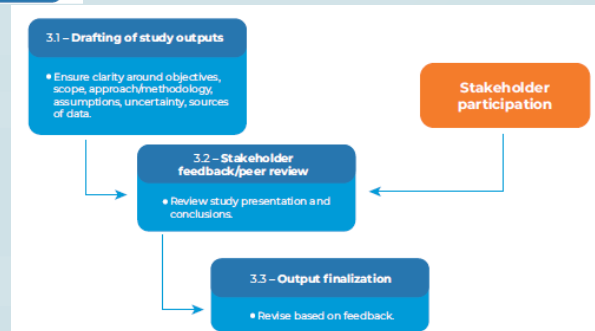 3.1 – Drafting of study outputs
• Ensure clarity around objectives,
scope, approach/methodology,
assumptions, uncertainty, sources
of data.
Stakeholder
participation
3.2 – Stakeholder
feedback/peer review
• Review study presentation and
conclusions.
3.3 – Output finalization
• Revise based on feedback.